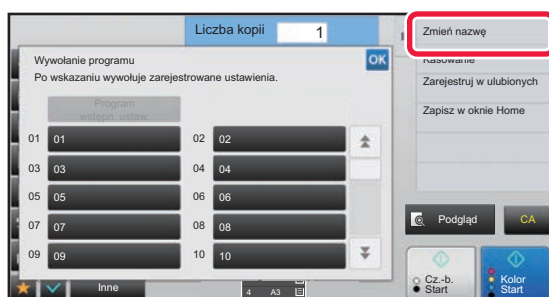 Liczba kopii 1
Zmień nazwę
Wywołanie programu
OK
Kasowanie
Po wskazaniu wywołuje zarejestrowane ustawienia.
Zarejestruj w ulubionych
Program
wstępn. ustaw.
Zapisz w oknie Home
01 01
02 02
03 03
04 04
05 05
06 06
07 07
08 08
09 09
10 10
Podgląd
CA
Inne
4 A3
Cz.-b.
Start
Kolor
Start